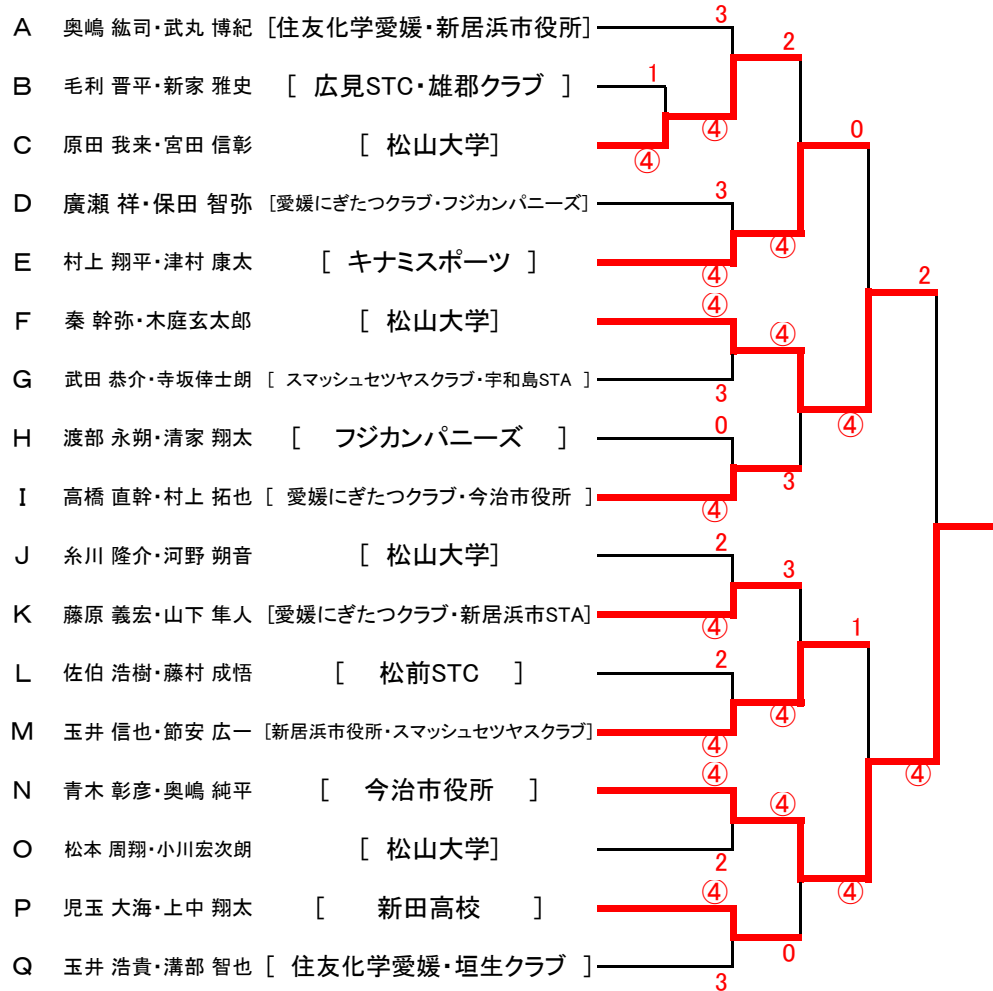 A 奥嶋 紘司・武丸 博紀 [住友化学愛媛・新居浜市役所] 3
2
B 毛利 晋平・新家 雅史 [ 広見STC・雄郡クラブ ] 1
④ 0
C 原田 我来・宮田 信彰 [ 松山大学] ④
D 廣瀬 祥・保田 智弥 [愛媛にぎたつクラブ・フジカンパニーズ] 3
④
E 村上 翔平・津村 康太 [ キナミスポーツ ] ④
2
F 秦 幹弥・木庭玄太郎 [ 松山大学] ④
④
G 武田 恭介・寺坂倖士朗 [ スマッシュセツヤスクラブ・宇和島STA ] 3
④
H 渡部 永朔・清家 翔太 [ フジカンパニーズ ] 0
3
I 高橋 直幹・村上 拓也 [ 愛媛にぎたつクラブ・今治市役所 ] ④
J 糸川 隆介・河野 朔音 [ 松山大学] 2
3
K 藤原 義宏・山下 隼人 [愛媛にぎたつクラブ・新居浜市STA] ④
1
L 佐伯 浩樹・藤村 成悟 [ 松前STC ] 2
④
M 玉井 信也・節安 広一 [新居浜市役所・スマッシュセツヤスクラブ] ④
④
N 青木 彰彦・奥嶋 純平 [ 今治市役所 ] ④
④
O 松本 周翔・小川宏次朗 [ 松山大学] 2
④
P 児玉 大海・上中 翔太 [ 新田高校 ] ④
0
Q 玉井 浩貴・溝部 智也 [ 住友化学愛媛・垣生クラブ ] 3